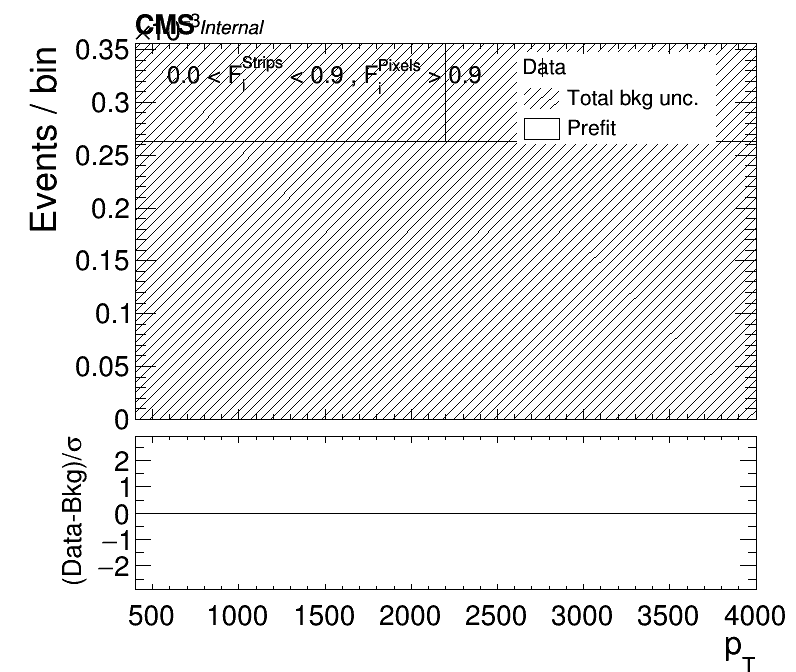 CMS Internal
×10⁻³
Events / bin
0.35
0.3
0.25
0.2
0.15
0.1
0.05
0
0.0 < F_i^Strips < 0.9 , F_i^Pixels > 0.9
Data
Total bkg unc.
Prefit
(Data-Bkg)/σ
2
1
0
−1
−2
500 1000 1500 2000 2500 3000 3500 4000
p_T